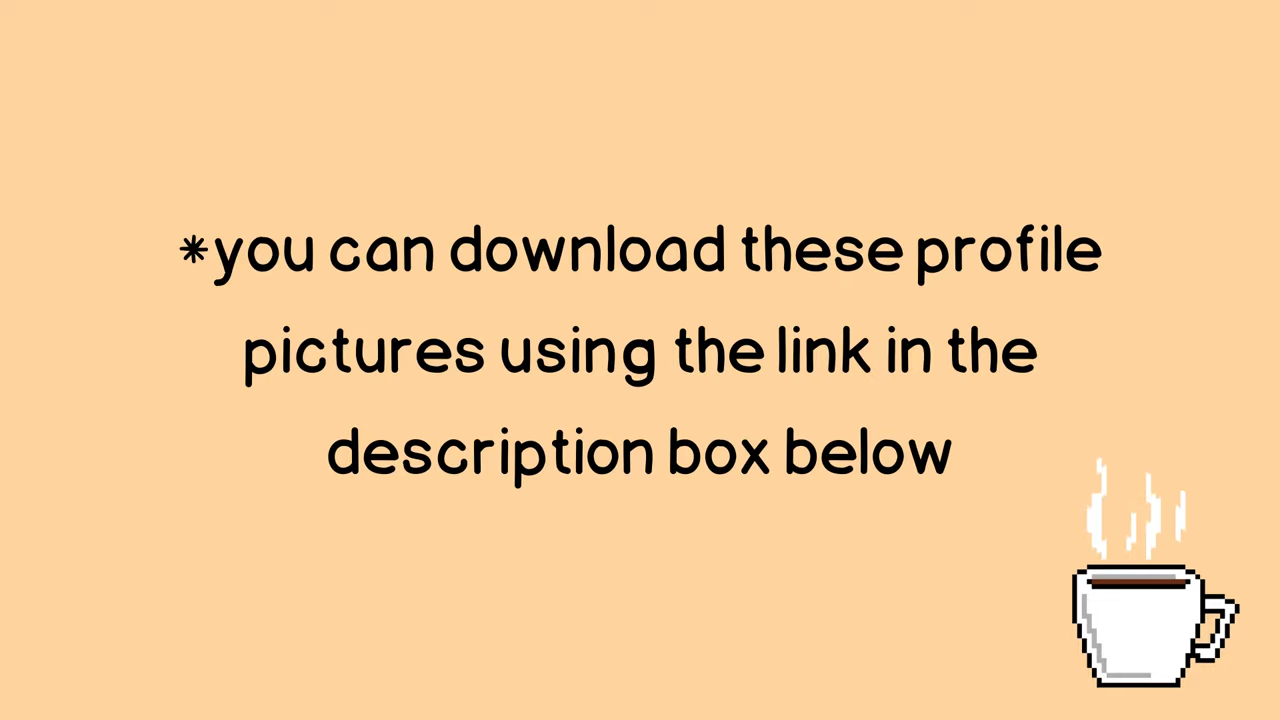 *you can download these profile
pictures using the link in the
description box below